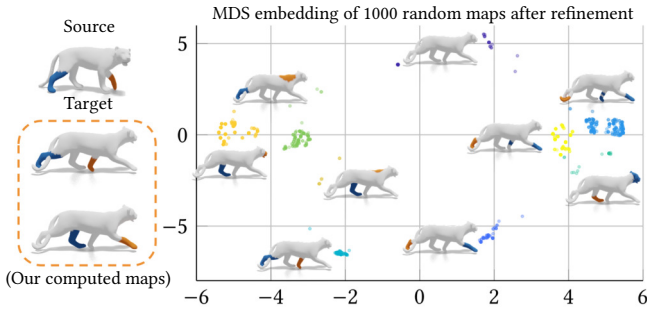 MDS embedding of 1000 random maps after refinement
Source
Target
(Our computed maps)
5
0
−5
−6
−4
−2
0
2
4
6